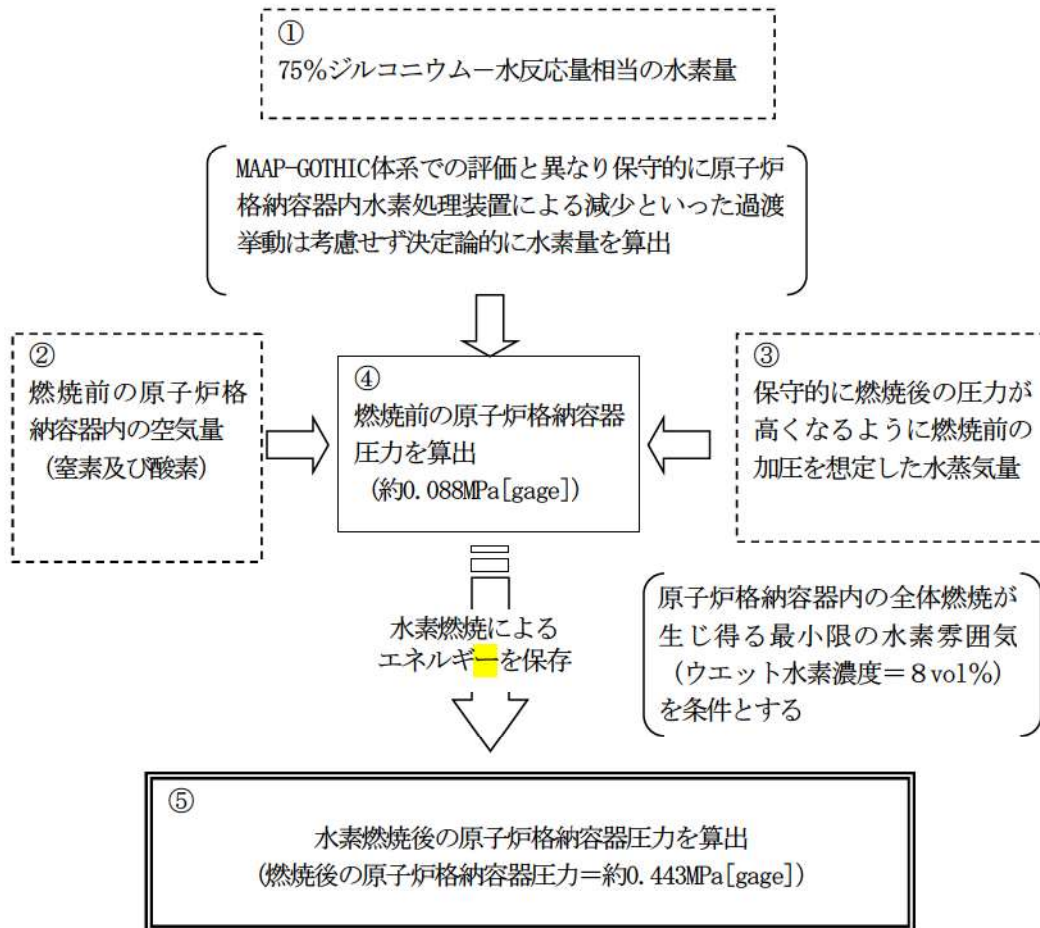 ①
75%ジルコニウム－水反応量相当の水素量
MAAP-GOTHIC体系での評価と異なり保守的に原子炉
格納容器内水素処理装置による減少といった過渡
挙動は考慮せず決定論的に水素量を算出
②
燃焼前の原子炉格
納容器内の空気量
(窒素及び酸素)
④
燃焼前の原子炉格納容器
圧力を算出
(約0.088MPa[gage])
③
保守的に燃焼後の圧力が
高くなるように燃焼前の
加圧を想定した水蒸気量
水素燃焼による
エネルギーを保存
原子炉格納容器内の全体燃焼が
生じ得る最小限の水素雰囲気
(ウエット水素濃度＝８vol%)
を条件とする
⑤
水素燃焼後の原子炉格納容器圧力を算出
(燃焼後の原子炉格納容器圧力＝約0.443MPa[gage])